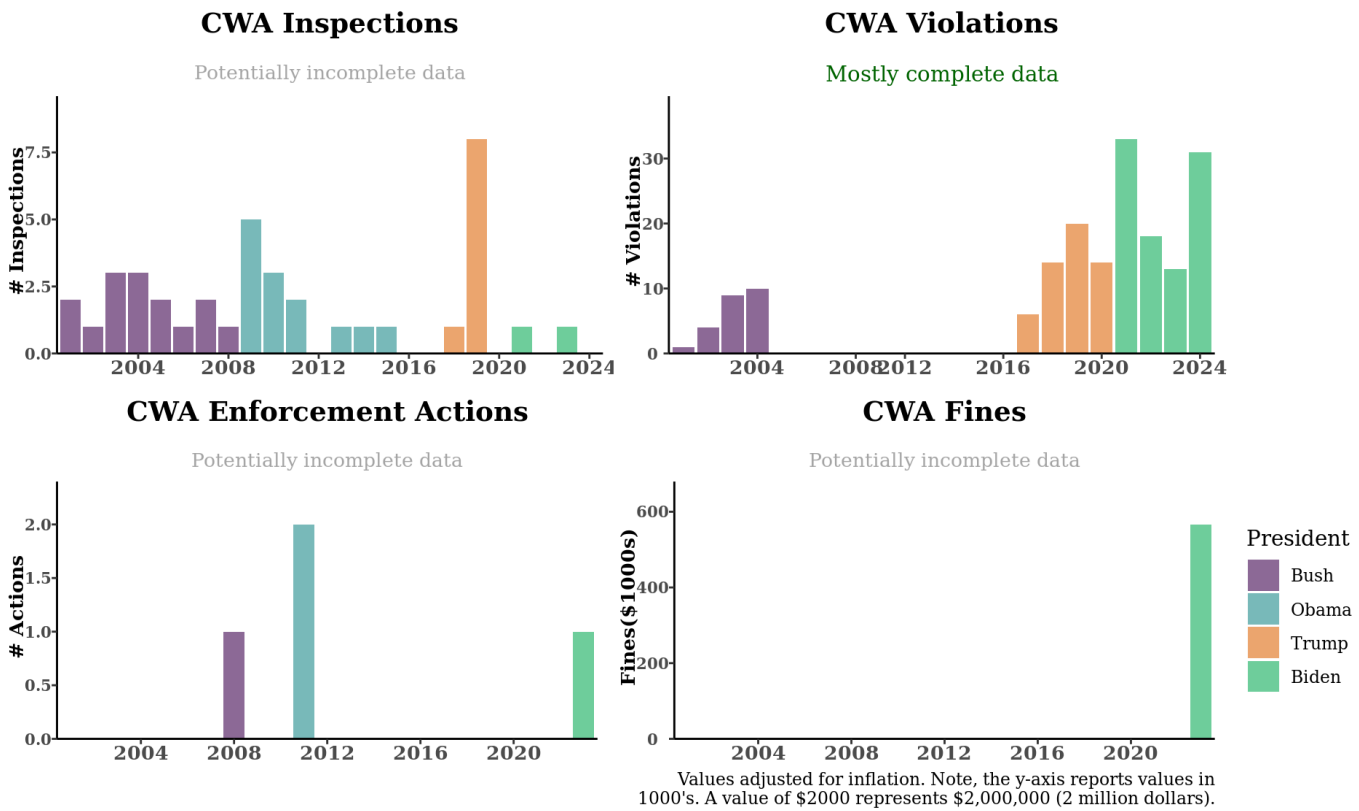 CWA Inspections
Potentially incomplete data
# Inspections
7.5
5.0
2.5
0.0
2004 2008 2012 2016 2020 2024
CWA Violations
Mostly complete data
# Violations
30
20
10
0
2004 2008 2012 2016 2020 2024
CWA Enforcement Actions
Potentially incomplete data
# Actions
2.0
1.5
1.0
0.5
0.0
2004 2008 2012 2016 2020
CWA Fines
Potentially incomplete data
Fines($1000s)
600
400
200
0
2004 2008 2012 2016 2020
President
Bush
Obama
Trump
Biden
Values adjusted for inflation. Note, the y-axis reports values in
1000's. A value of $2000 represents $2,000,000 (2 million dollars).